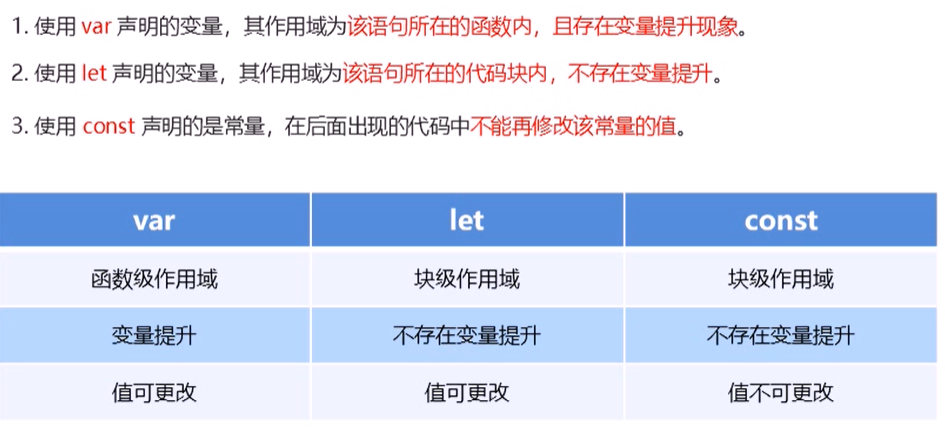 1. 使用 var 声明的变量，其作用域为该语句所在的函数内，且存在变量提升现象。
2. 使用 let 声明的变量，其作用域为该语句所在的代码块内，不存在变量提升。
3. 使用 const 声明的是常量，在后面出现的代码中不能再修改该常量的值。
var let const
函数级作用域 块级作用域 块级作用域
变量提升 不存在变量提升 不存在变量提升
值可更改 值可更改 值不可更改